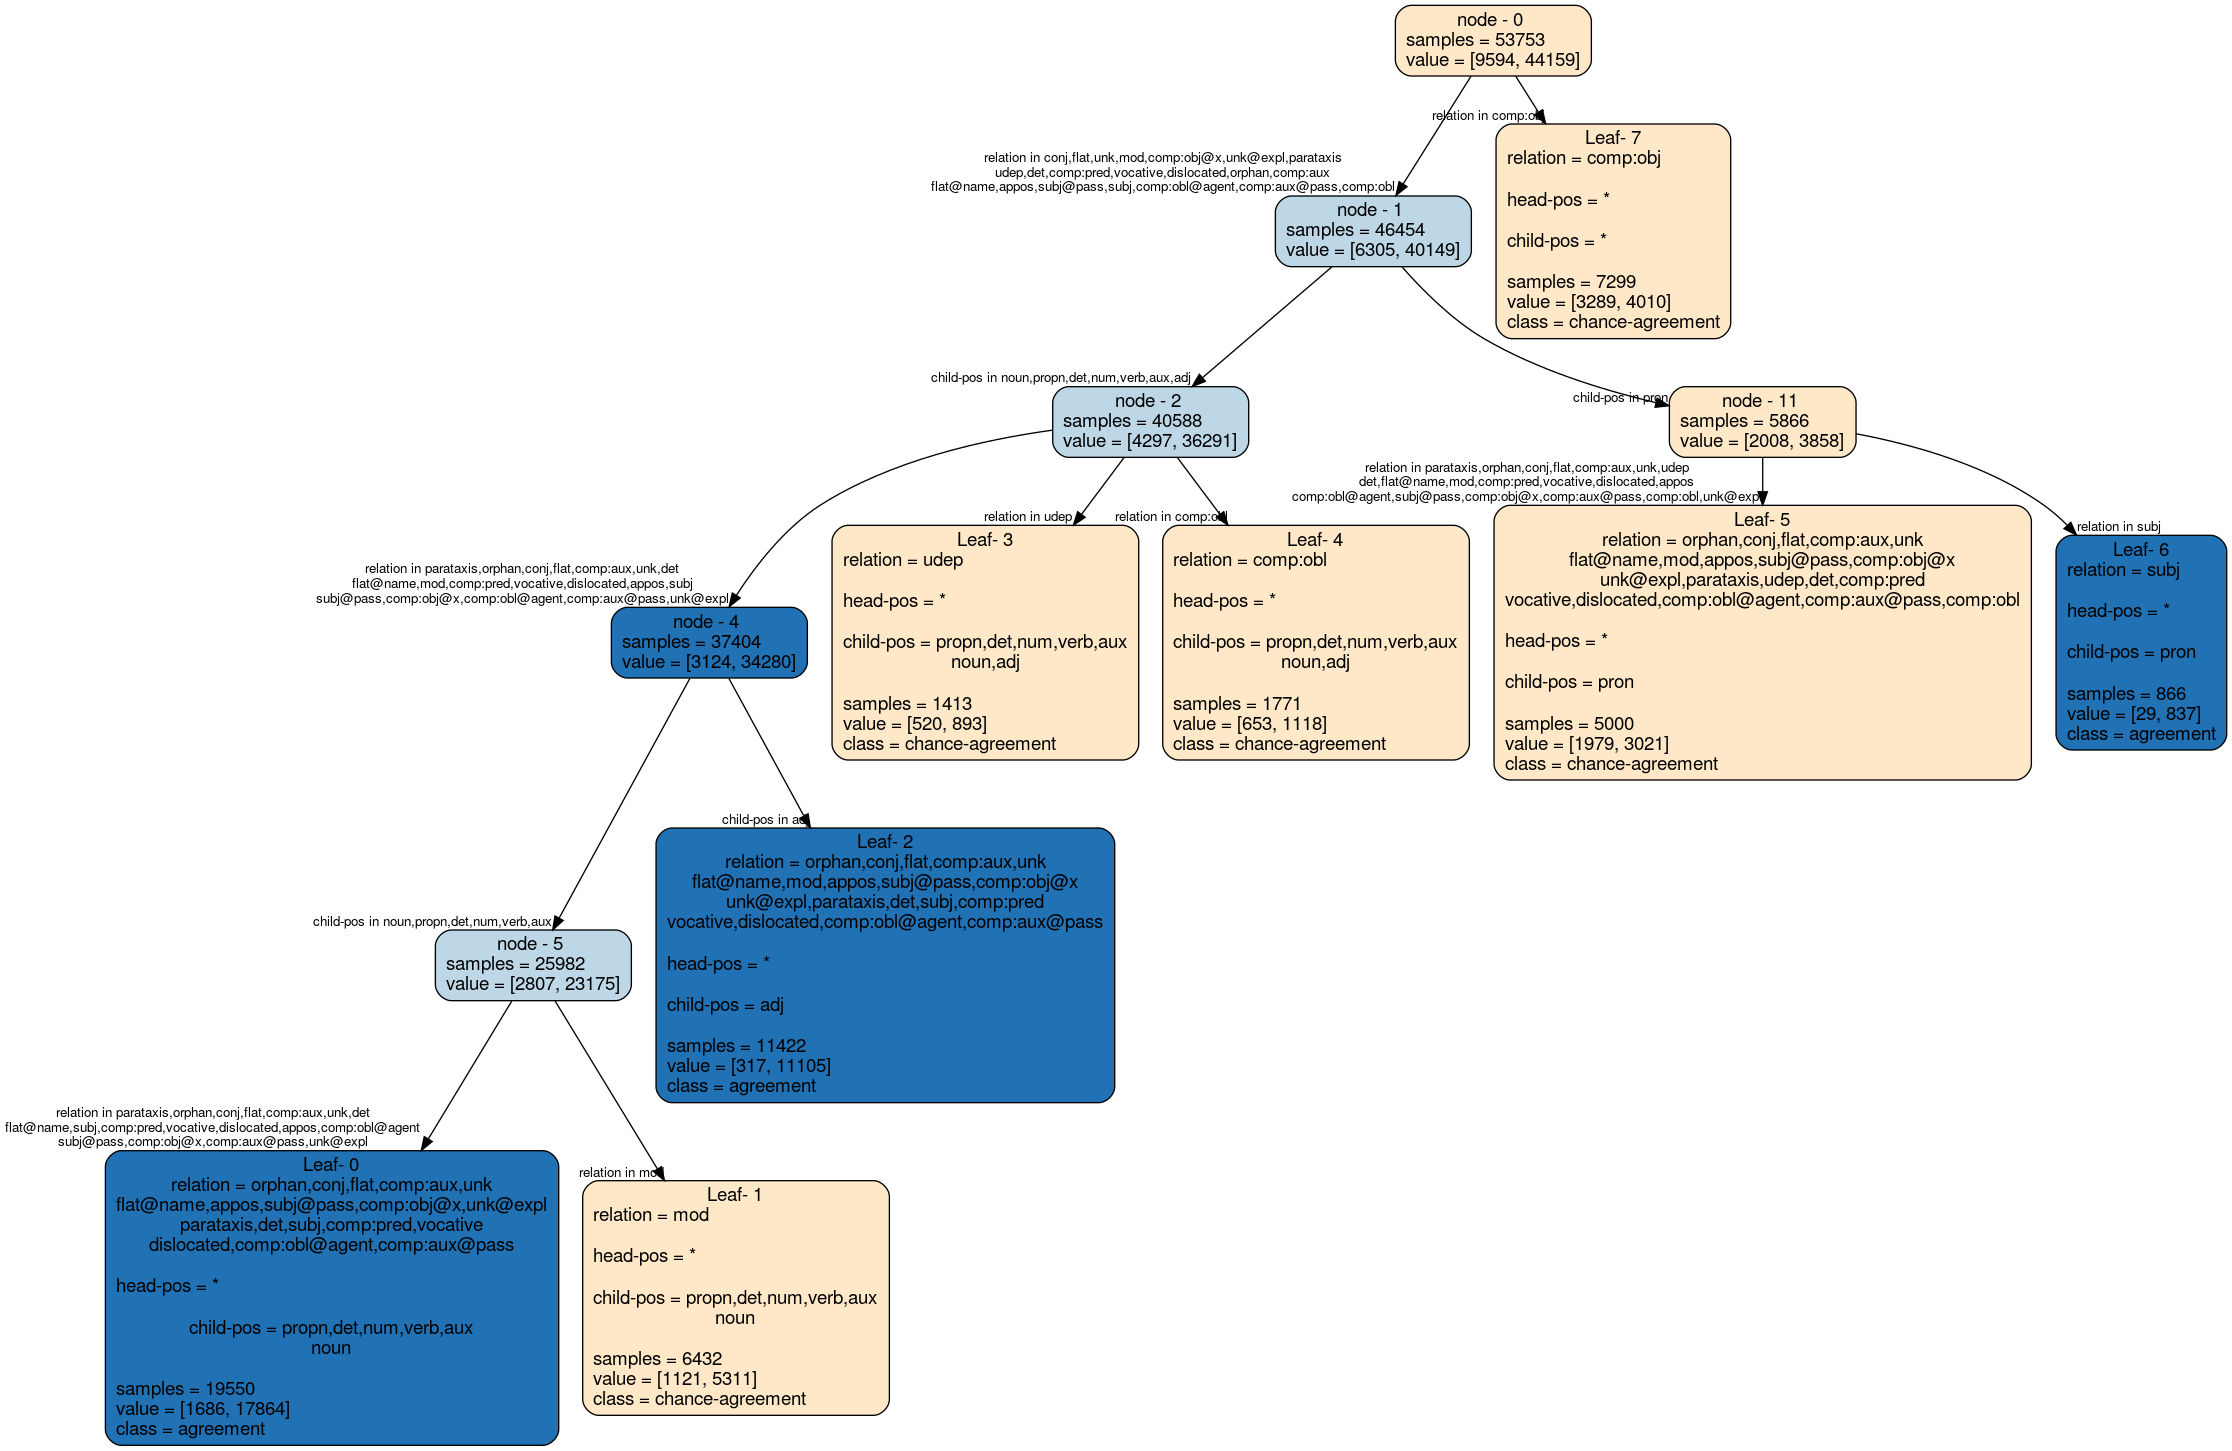 node - 0
samples = 53753
value = [9594, 44159]
relation in comp:ob
Leaf- 7
relation = comp:obj
head-pos = *
child-pos = *
samples = 7299
value = [3289, 4010]
class = chance-agreement
relation in conj,flat,unk,mod,comp:obj@x,unk@expl,parataxis
udep,det,comp:pred,vocative,dislocated,orphan,comp:aux
flat@name,appos,subj@pass,subj,comp:obl@agent,comp:aux@pass,comp:obl
node - 1
samples = 46454
value = [6305, 40149]
child-pos in noun,propn,det,num,verb,aux,adj
node - 2
samples = 40588
value = [4297, 36291]
child-pos in pron
node - 11
samples = 5866
value = [2008, 3858]
relation in udep
Leaf- 3
relation = udep
head-pos = *
child-pos = propn,det,num,verb,aux
noun,adj
samples = 1413
value = [520, 893]
class = chance-agreement
relation in comp:obl
Leaf- 4
relation = comp:obl
head-pos = *
child-pos = propn,det,num,verb,aux
noun,adj
samples = 1771
value = [653, 1118]
class = chance-agreement
relation in parataxis,orphan,conj,flat,comp:aux,unk,udep
det,flat@name,mod,comp:pred,vocative,dislocated,appos
comp:obl@agent,subj@pass,comp:obj@x,comp:aux@pass,comp:obl,unk@expl
Leaf- 5
relation = orphan,conj,flat,comp:aux,unk
flat@name,mod,appos,subj@pass,comp:obj@x
unk@expl,parataxis,udep,det,comp:pred
vocative,dislocated,comp:obl@agent,comp:aux@pass,comp:obl
head-pos = *
child-pos = pron
samples = 5000
value = [1979, 3021]
class = chance-agreement
relation in subj
Leaf- 6
relation = subj
head-pos = *
child-pos = pron
samples = 866
value = [29, 837]
class = agreement
relation in parataxis,orphan,conj,flat,comp:aux,unk,det
flat@name,mod,comp:pred,vocative,dislocated,appos,subj
subj@pass,comp:obj@x,comp:obl@agent,comp:aux@pass,unk@expl
node - 4
samples = 37404
value = [3124, 34280]
child-pos in noun,propn,det,num,verb,aux
node - 5
samples = 25982
value = [2807, 23175]
child-pos in adj
Leaf- 2
relation = orphan,conj,flat,comp:aux,unk
flat@name,mod,appos,subj@pass,comp:obj@x
unk@expl,parataxis,det,subj,comp:pred
vocative,dislocated,comp:obl@agent,comp:aux@pass
head-pos = *
child-pos = adj
samples = 11422
value = [317, 11105]
class = agreement
relation in parataxis,orphan,conj,flat,comp:aux,unk,det
flat@name,subj,comp:pred,vocative,dislocated,appos,comp:obl@agent
subj@pass,comp:obj@x,comp:aux@pass,unk@expl
Leaf- 0
relation = orphan,conj,flat,comp:aux,unk
flat@name,appos,subj@pass,comp:obj@x,unk@expl
parataxis,det,subj,comp:pred,vocative
dislocated,comp:obl@agent,comp:aux@pass
head-pos = *
child-pos = propn,det,num,verb,aux
noun
samples = 19550
value = [1686, 17864]
class = agreement
relation in mod
Leaf- 1
relation = mod
head-pos = *
child-pos = propn,det,num,verb,aux
noun
samples = 6432
value = [1121, 5311]
class = chance-agreement